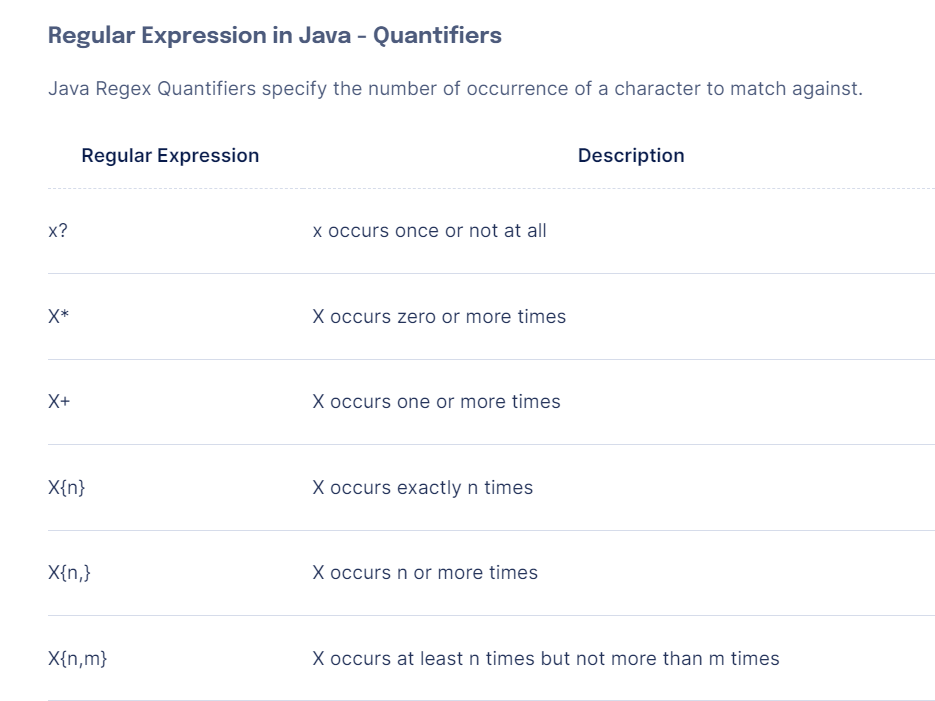 Regular Expression in Java - Quantifiers
Java Regex Quantifiers specify the number of occurrence of a character to match against.
Regular Expression Description
x? x occurs once or not at all
X* X occurs zero or more times
X+ X occurs one or more times
X{n} X occurs exactly n times
X{n,} X occurs n or more times
X{n,m} X occurs at least n times but not more than m times